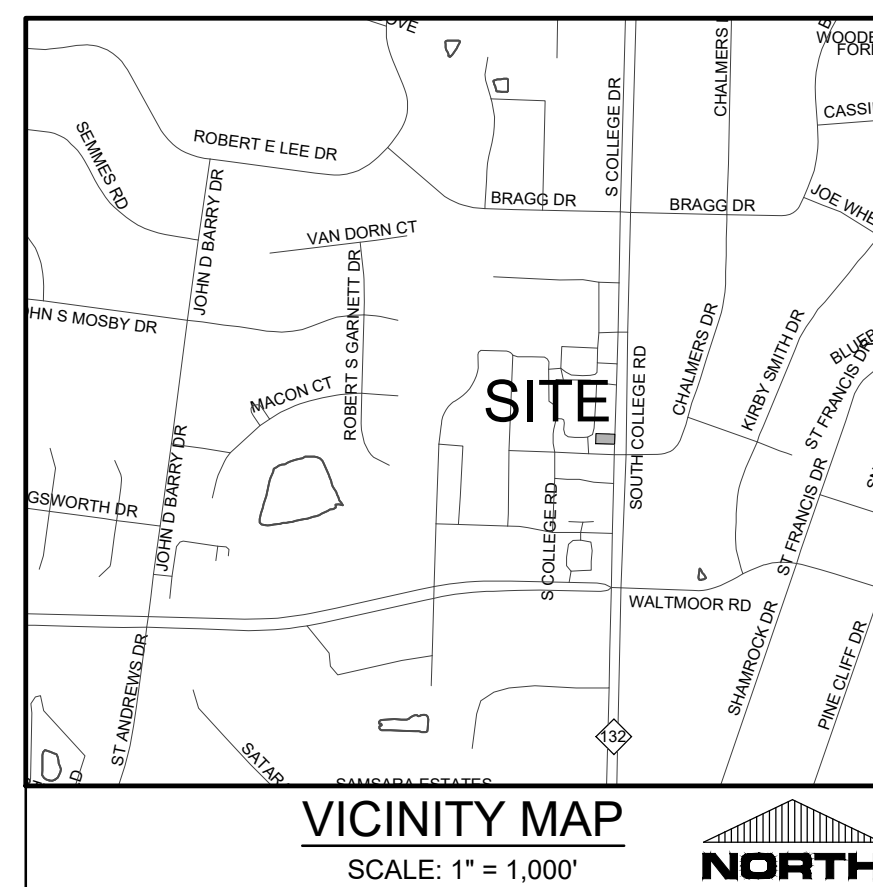 OVE
WOODE
FOR
CHALMERS
S COLLEGE DR
CASSI
SEMMES RD
ROBERT E LEE DR
JOHN D BARRY DR
BRAGG DR
BRAGG DR
JOE WHE
VAN DORN CT
ROBERT S GARNETT DR
HN S MOSBY DR
CHALMERS DR
KIRBY SMITH DR
BLUE
ST FRANCIS DR
MACON CT
SITE
SOUTH COLLEGE RD
JOHN D BARRY DR
GSWORTH DR
S COLLEGE RD
ST FRANCIS DR
WALTMOOR RD
SHAMROCK DR
PINE CLIFF DR
ST ANDREWS DR
132
SATAR
D
SAMSARA ESTATES
VICINITY MAP
SCALE: 1" = 1,000'
NORTH